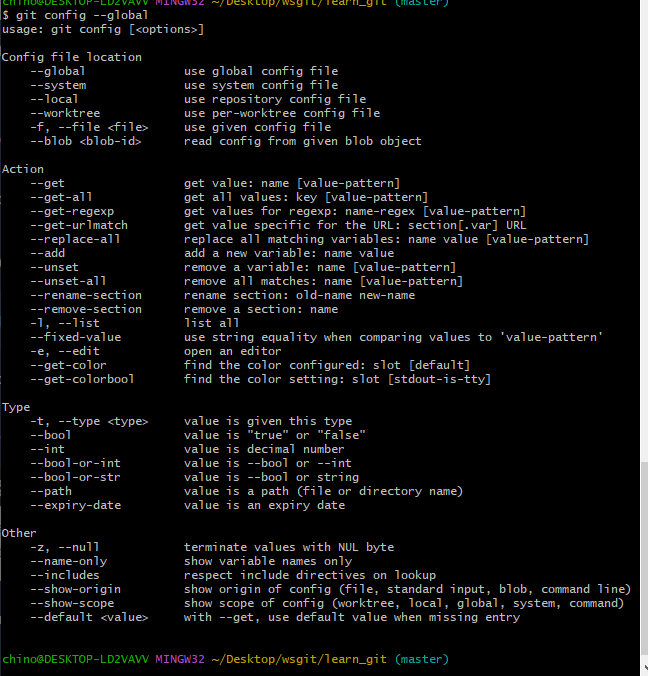 chino@DESKTOP-LD2VAVV MINGW32 ~/Desktop/wsgit/learn_git (master)
$ git config --global
usage: git config [<options>]

Config file location
    --global              use global config file
    --system              use system config file
    --local               use repository config file
    --worktree            use per-worktree config file
    -f, --file <file>     use given config file
    --blob <blob-id>      read config from given blob object

Action
    --get                 get value: name [value-pattern]
    --get-all             get all values: key [value-pattern]
    --get-regexp          get values for regexp: name-regex [value-pattern]
    --get-urlmatch        get value specific for the URL: section[.var] URL
    --replace-all         replace all matching variables: name value [value-pattern]
    --add                 add a new variable: name value
    --unset               remove a variable: name [value-pattern]
    --unset-all           remove all matches: name [value-pattern]
    --rename-section      rename section: old-name new-name
    --remove-section      remove a section: name
    -l, --list            list all
    --fixed-value         use string equality when comparing values to 'value-pattern'
    -e, --edit            open an editor
    --get-color           find the color configured: slot [default]
    --get-colorbool       find the color setting: slot [stdout-is-tty]

Type
    -t, --type <type>     value is given this type
    --bool                value is "true" or "false"
    --int                 value is decimal number
    --bool-or-int         value is --bool or --int
    --bool-or-str         value is --bool or string
    --path                value is a path (file or directory name)
    --expiry-date         value is an expiry date

Other
    -z, --null            terminate values with NUL byte
    --name-only           show variable names only
    --includes            respect include directives on lookup
    --show-origin         show origin of config (file, standard input, blob, command line)
    --show-scope          show scope of config (worktree, local, global, system, command)
    --default <value>     with --get, use default value when missing entry

chino@DESKTOP-LD2VAVV MINGW32 ~/Desktop/wsgit/learn_git (master)